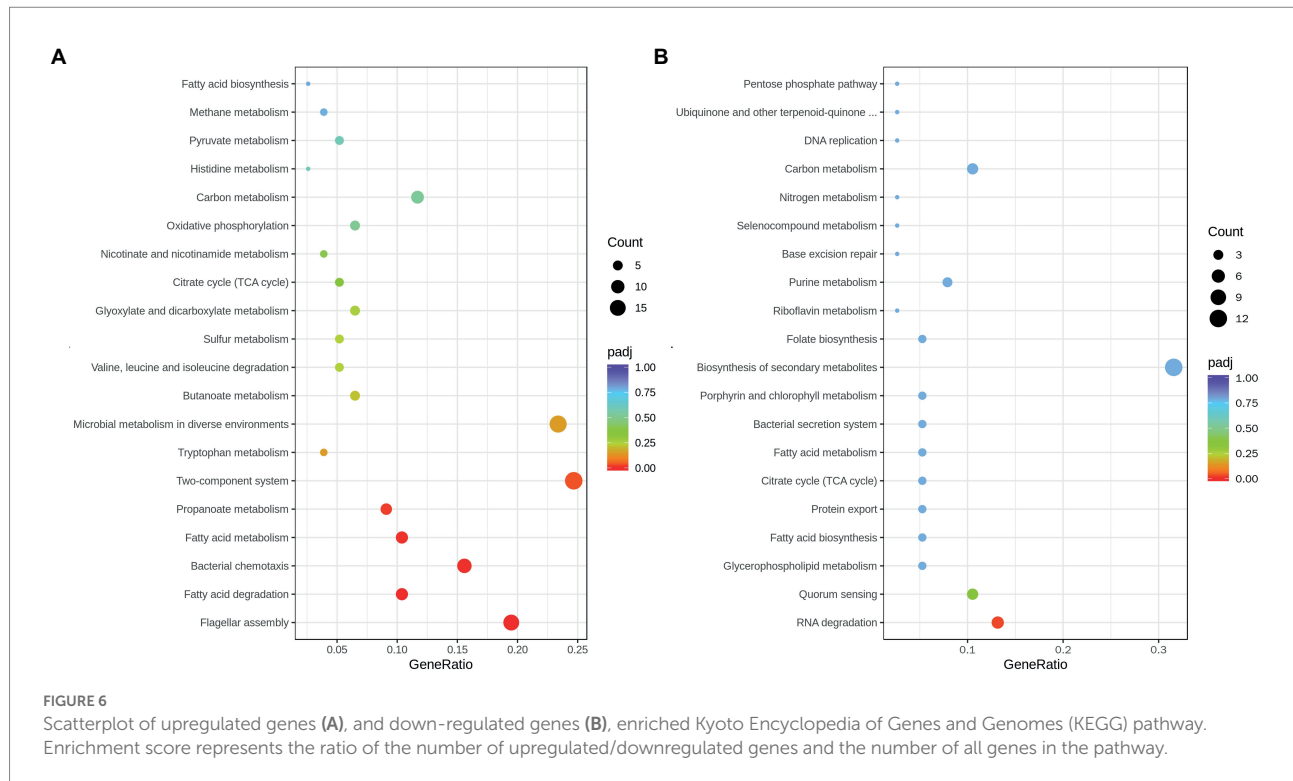 A
Fatty acid biosynthesis
Methane metabolism
Pyruvate metabolism
Histidine metabolism
Carbon metabolism
Oxidative phosphorylation
Nicotinate and nicotinamide metabolism
Citrate cycle (TCA cycle)
Glyoxylate and dicarboxylate metabolism
Sulfur metabolism
Valine, leucine and isoleucine degradation
Butanoate metabolism
Microbial metabolism in diverse environments
Tryptophan metabolism
Two-component system
Propanoate metabolism
Fatty acid metabolism
Bacterial chemotaxis
Fatty acid degradation
Flagellar assembly
0.05 0.10 0.15 0.20 0.25
GeneRatio
Count
5
10
15
padj
1.00
0.75
0.50
0.25
0.00
B
Pentose phosphate pathway
Ubiquinone and other terpenoid-quinone ...
DNA replication
Carbon metabolism
Nitrogen metabolism
Selenocompound metabolism
Base excision repair
Purine metabolism
Riboflavin metabolism
Folate biosynthesis
Biosynthesis of secondary metabolites
Porphyrin and chlorophyll metabolism
Bacterial secretion system
Fatty acid metabolism
Citrate cycle (TCA cycle)
Protein export
Fatty acid biosynthesis
Glycerophospholipid metabolism
Quorum sensing
RNA degradation
0.1 0.2 0.3
GeneRatio
Count
3
6
9
12
padj
1.00
0.75
0.50
0.25
0.00
FIGURE 6
Scatterplot of upregulated genes (A), and down-regulated genes (B), enriched Kyoto Encyclopedia of Genes and Genomes (KEGG) pathway.
Enrichment score represents the ratio of the number of upregulated/downregulated genes and the number of all genes in the pathway.